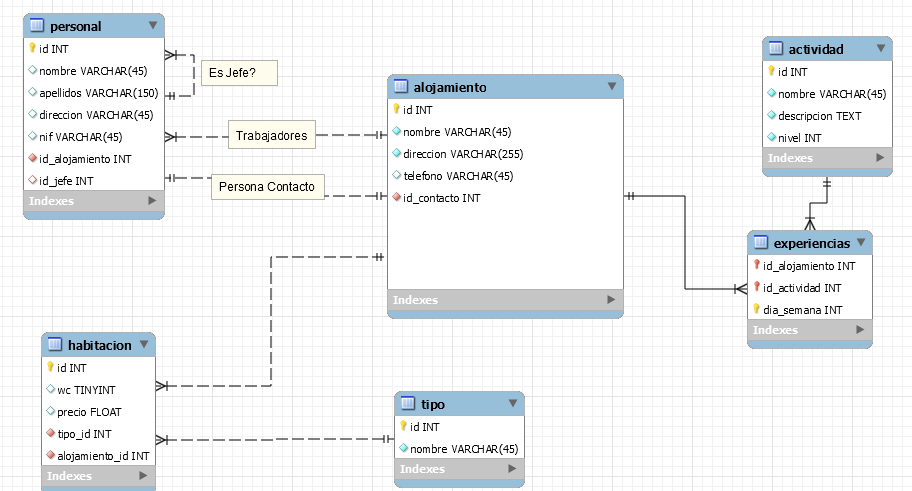 personal
id INT
nombre VARCHAR(45)
apellidos VARCHAR(150)
direccion VARCHAR(45)
nif VARCHAR(45)
id_alojamiento INT
id_jefe INT
Indexes
Es Jefe?
Trabajadores
Persona Contacto
alojamiento
id INT
nombre VARCHAR(45)
direccion VARCHAR(255)
telefono VARCHAR(45)
id_contacto INT
Indexes
actividad
id INT
nombre VARCHAR(45)
descripcion TEXT
nivel INT
Indexes
experiencias
id_alojamiento INT
id_actividad INT
dia_semana INT
Indexes
habitacion
id INT
wc TINYINT
precio FLOAT
tipo_id INT
alojamiento_id INT
Indexes
tipo
id INT
nombre VARCHAR(45)
Indexes